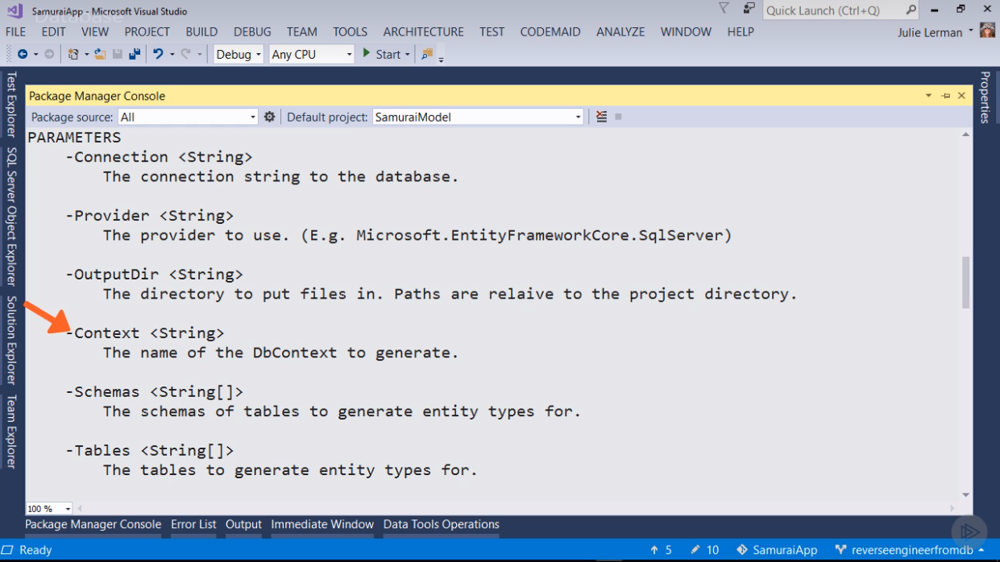 SamuraiApp - Microsoft Visual Studio
Database
Quick Launch (Ctrl+Q)
FILE EDIT VIEW PROJECT BUILD DEBUG TEAM TOOLS ARCHITECTURE TEST CODEMAID ANALYZE WINDOW HELP Julie Lerman
Debug Any CPU Start
Package Manager Console
Package source: All Default project: SamuraiModel
PARAMETERS
-Connection <String>
The connection string to the database.
-Provider <String>
The provider to use. (E.g. Microsoft.EntityFrameworkCore.SqlServer)
-OutputDir <String>
The directory to put files in. Paths are relaive to the project directory.
-Context <String>
The name of the DbContext to generate.
-Schemas <String[]>
The schemas of tables to generate entity types for.
-Tables <String[]>
The tables to generate entity types for.
100 %
Test Explorer
SQL Server Object Explorer
Solution Explorer
Team Explorer
Properties
Package Manager Console Error List Output Immediate Window Data Tools Operations
Ready 5 10 SamuraiApp reverseengineerfromdb